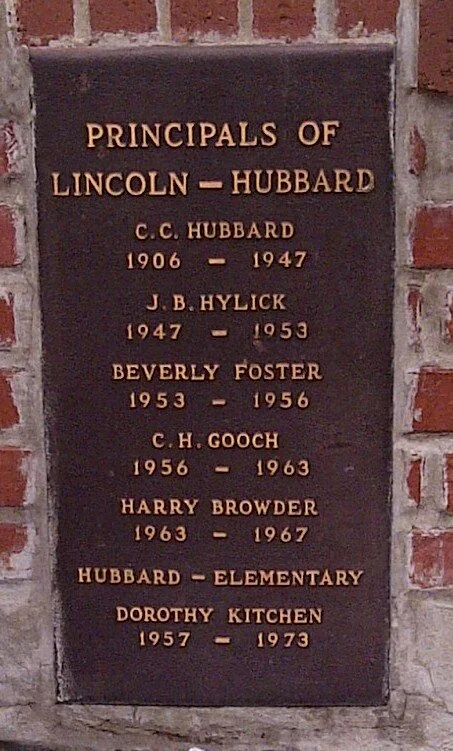 PRINCIPALS OF
LINCOLN – HUBBARD
C.C. HUBBARD
1906 – 1947
J.B. HYLICK
1947 – 1953
BEVERLY FOSTER
1953 – 1956
C.H. GOOCH
1956 – 1963
HARRY BROWDER
1963 – 1967
HUBBARD – ELEMENTARY
DOROTHY KITCHEN
1957 – 1973